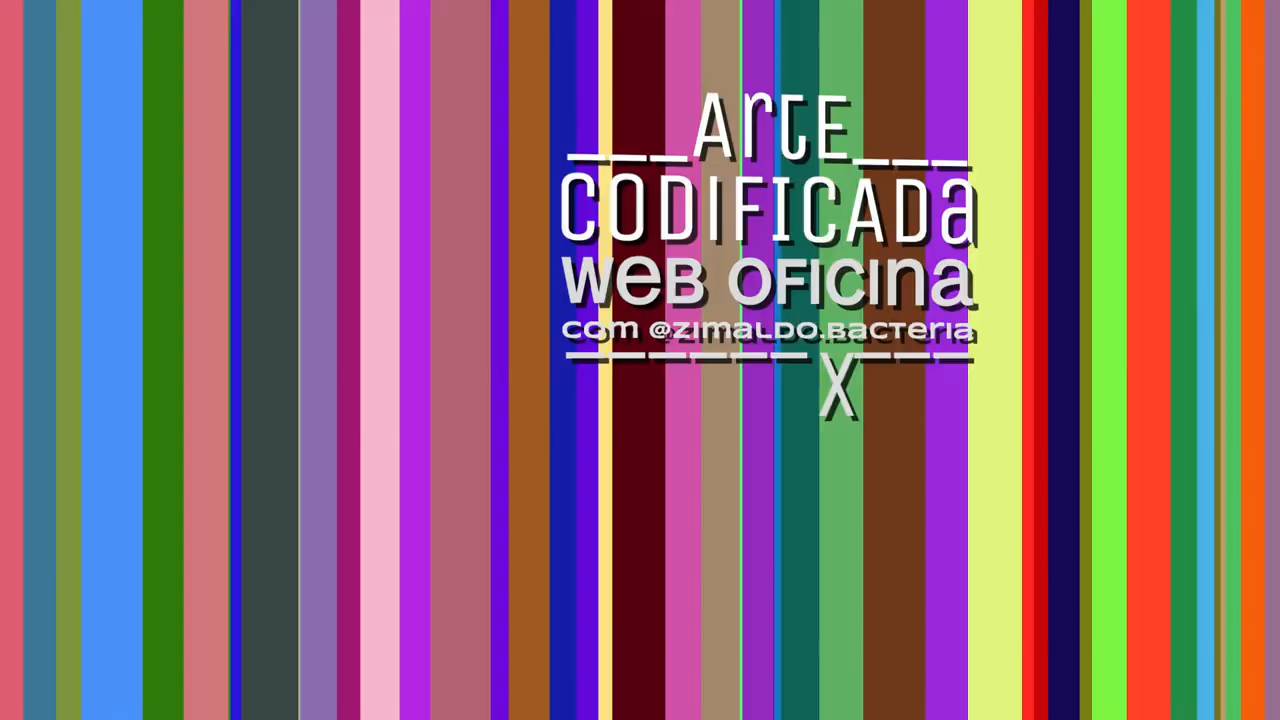 ___ArtE___
CODIFICADa
WeB OFICINa
COM @ZIMALDO.BACTERIA
______X___